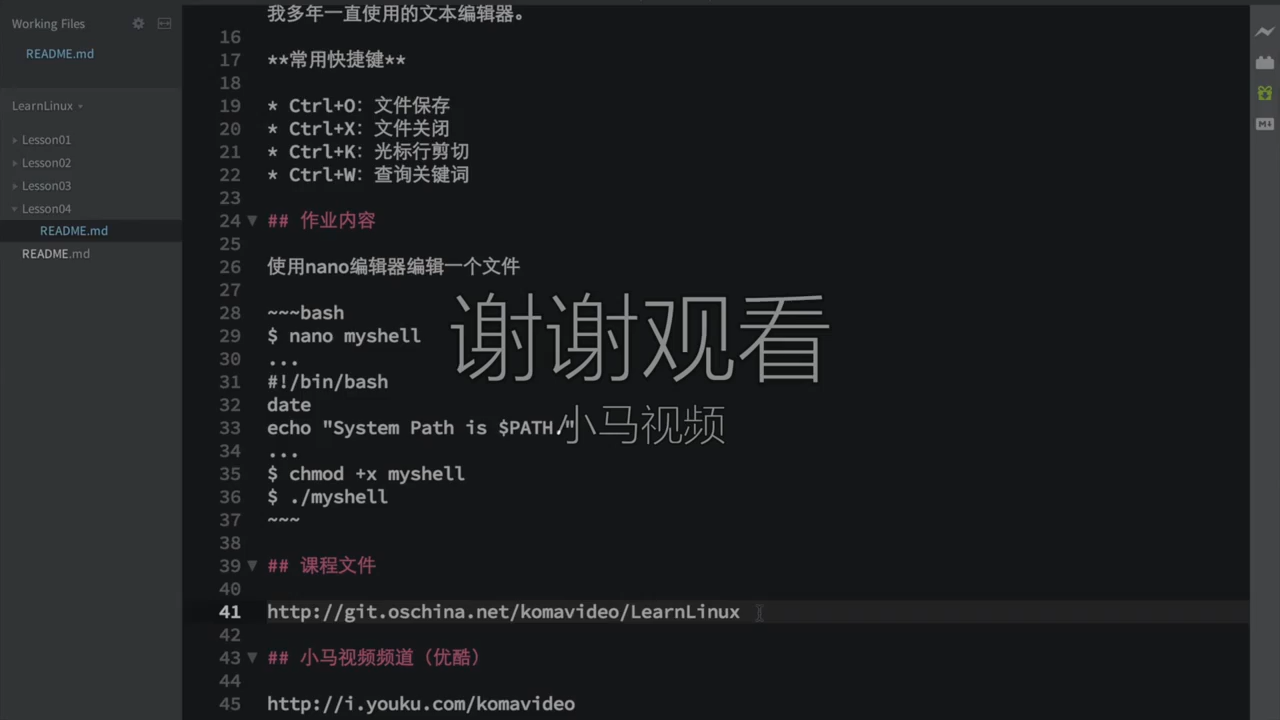 Working Files
README.md
LearnLinux
Lesson01
Lesson02
Lesson03
Lesson04
README.md
README.md
我多年一直使用的文本编辑器。
16
17 **常用快捷键**
18
19 * Ctrl+O: 文件保存
20 * Ctrl+X: 文件关闭
21 * Ctrl+K: 光标行剪切
22 * Ctrl+W: 查询关键词
23
24 ## 作业内容
25
26 使用nano编辑器编辑一个文件
27
28 ~~~bash
29 $ nano myshell
30 ...
31 #!/bin/bash
32 date
33 echo "System Path is $PATH."
34 ...
35 $ chmod +x myshell
36 $ ./myshell
37 ~~~
38
39 ## 课程文件
40
41 http://git.oschina.net/komavideo/LearnLinux
42
43 ## 小马视频频道（优酷）
44
45 http://i.youku.com/komavideo
谢谢观看
小马视频
M↓